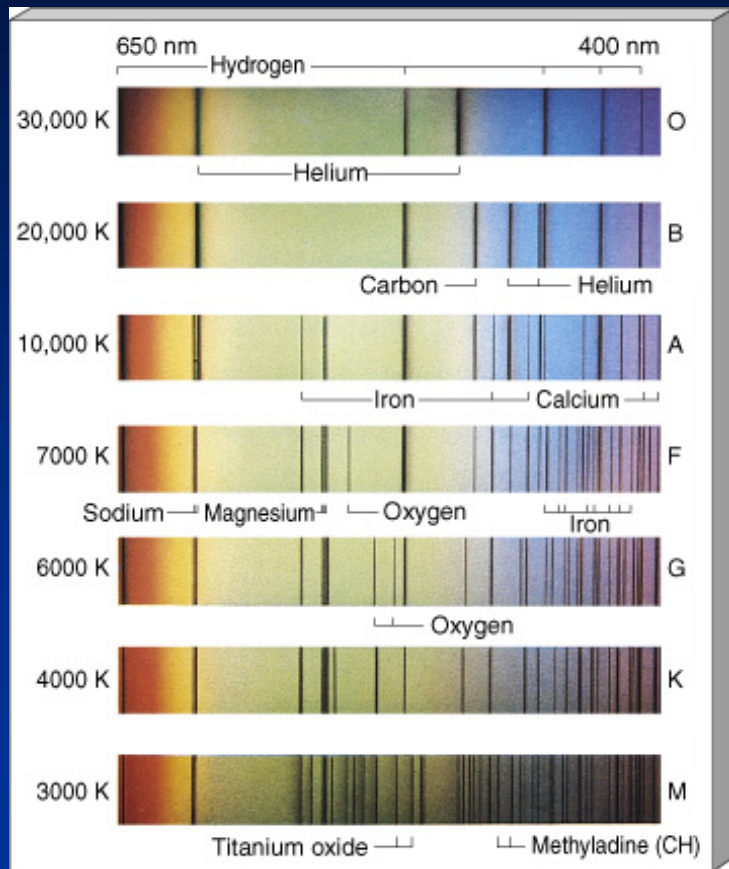 650 nm 400 nm
Hydrogen
30,000 K O
Helium
20,000 K B
Carbon Helium
10,000 K A
Iron Calcium
7000 K F
Sodium Magnesium Oxygen Iron
6000 K G
Oxygen
4000 K K
3000 K M
Titanium oxide Methyladine (CH)